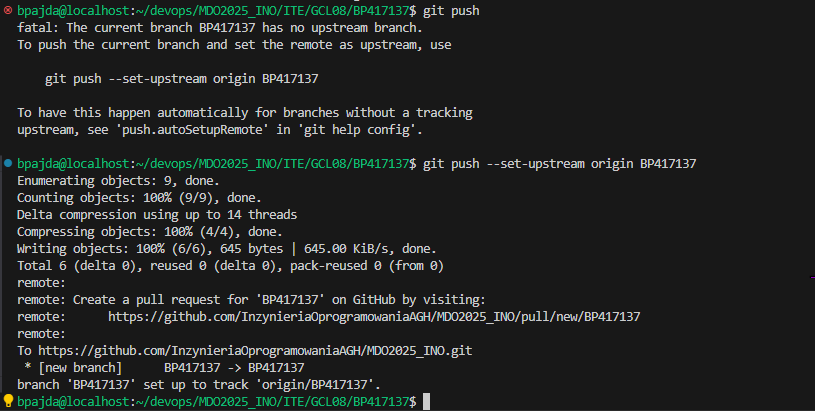 bpajda@localhost:~/devops/MDO2025_INO/ITE/GCL08/BP417137$ git push
fatal: The current branch BP417137 has no upstream branch.
To push the current branch and set the remote as upstream, use
    git push --set-upstream origin BP417137
To have this happen automatically for branches without a tracking
upstream, see 'push.autoSetupRemote' in 'git help config'.
bpajda@localhost:~/devops/MDO2025_INO/ITE/GCL08/BP417137$ git push --set-upstream origin BP417137
Enumerating objects: 9, done.
Counting objects: 100% (9/9), done.
Delta compression using up to 14 threads
Compressing objects: 100% (4/4), done.
Writing objects: 100% (6/6), 645 bytes | 645.00 KiB/s, done.
Total 6 (delta 0), reused 0 (delta 0), pack-reused 0 (from 0)
remote:
remote: Create a pull request for 'BP417137' on GitHub by visiting:
remote:      https://github.com/InzynieriaOprogramowaniaAGH/MDO2025_INO/pull/new/BP417137
remote:
To https://github.com/InzynieriaOprogramowaniaAGH/MDO2025_INO.git
 * [new branch]      BP417137 -> BP417137
branch 'BP417137' set up to track 'origin/BP417137'.
bpajda@localhost:~/devops/MDO2025_INO/ITE/GCL08/BP417137$